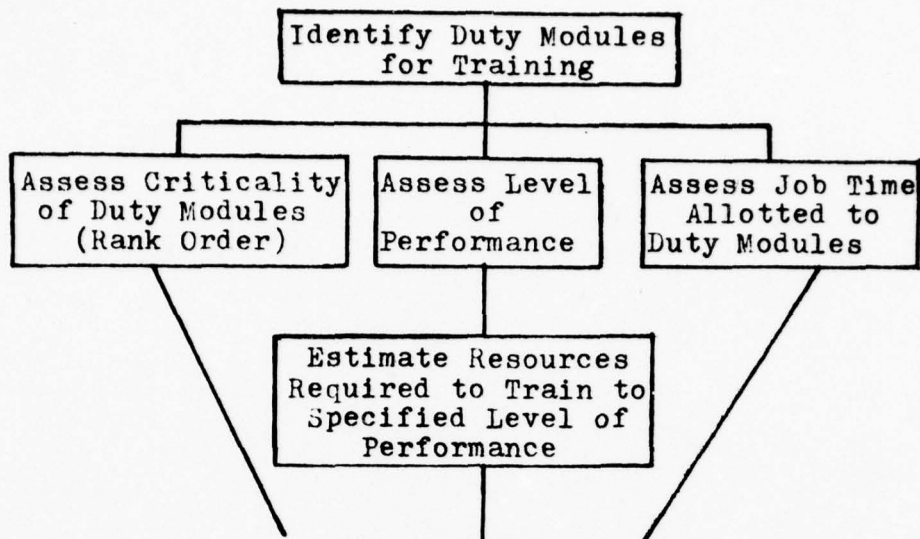 Identify Duty Modules
for Training
Assess Criticality
of Duty Modules
(Rank Order)
Assess Level
of
Performance
Assess Job Time
Allotted to
Duty Modules
Estimate Resources
Required to Train to
Specified Level of
Performance